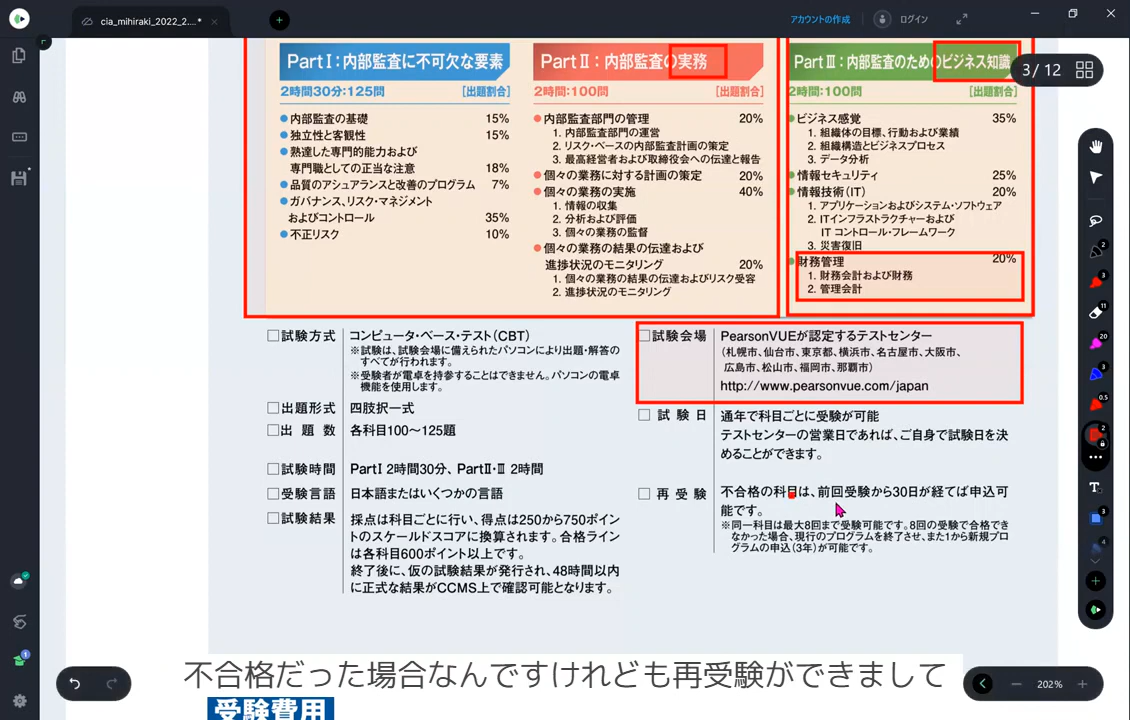 cia_mihiraki_2022_2....*
アカウントの作成
ログイン
3/ 12
PartⅠ:内部監査に不可欠な要素
2時間30分:125問 [出題割合]
内部監査の基礎 15%
独立性と客観性 15%
熟達した専門的能力および
専門職としての正当な注意 18%
品質のアシュアランスと改善のプログラム 7%
ガバナンス、リスク・マネジメント
およびコントロール 35%
不正リスク 10%
PartⅡ:内部監査の実務
2時間:100問 [出題割合]
内部監査部門の管理 20%
1. 内部監査部門の運営
2. リスク・ベースの内部監査計画の策定
3. 最高経営者および取締役会への伝達と報告
個々の業務に対する計画の策定 20%
個々の業務の実施 40%
1. 情報の収集
2. 分析および評価
3. 個々の業務の監督
個々の業務の結果の伝達および
進捗状況のモニタリング 20%
1. 個々の業務の結果の伝達およびリスク受容
2. 進捗状況のモニタリング
PartⅢ:内部監査のためのビジネス知識
2時間:100問 [出題割合]
ビジネス感覚 35%
1. 組織体の目標、行動および業績
2. 組織構造とビジネスプロセス
3. データ分析
情報セキュリティ 25%
情報技術(IT) 20%
1. アプリケーションおよびシステム・ソフトウェア
2. ITインフラストラクチャーおよび
IT コントロール・フレームワーク
3. 災害復旧
財務管理 20%
1. 財務会計および財務
2. 管理会計
□試験方式 コンピュータ・ベース・テスト(CBT)
※試験は、試験会場に備えられたパソコンにより出題・解答の
すべてが行われます。
※受験者が電卓を持参することはできません。パソコンの電卓
機能を使用します。
□出題形式 四肢択一式
□出 題 数 各科目100〜125題
□試験時間 PartⅠ 2時間30分、PartⅡ・Ⅲ 2時間
□受験言語 日本語またはいくつかの言語
□試験結果 採点は科目ごとに行い、得点は250から750ポイン
トのスケールドスコアに換算されます。合格ライン
は各科目600ポイント以上です。
終了後に、仮の試験結果が発行され、48時間以内
に正式な結果がCCMS上で確認可能となります。
□試験会場 PearsonVUEが認定するテストセンター
(札幌市、仙台市、東京都、横浜市、名古屋市、大阪市、
広島市、松山市、福岡市、那覇市)
http://www.pearsonvue.com/japan
□ 試 験 日 通年で科目ごとに受験が可能
テストセンターの営業日であれば、ご自身で試験日を決
めることができます。
□ 再 受 験 不合格の科目は、前回受験から30日が経てば申込可
能です。
※同一科目は最大8回まで受験可能です。8回の受験で合格でき
なかった場合、現行のプログラムを終了させ、また1から新規プロ
グラムの申込(3年)が可能です。
不合格だった場合なんですけれども再受験ができまして
受験費用
202%